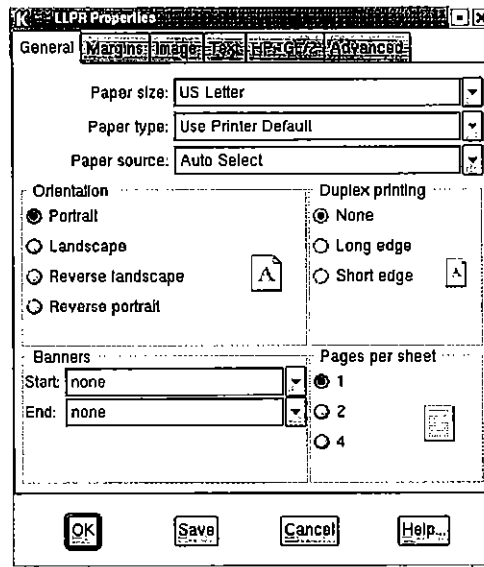 LLPR Properties
General Margins Image Text HP-GL/2 Advanced
Paper size: US Letter
Paper type: Use Printer Default
Paper source: Auto Select
Orientation Duplex printing
Portrait None
Landscape Long edge
Reverse landscape A Short edge A
Reverse portrait
Banners Pages per sheet
Start: none 1
End: none 2
4
OK Save Cancel Help...